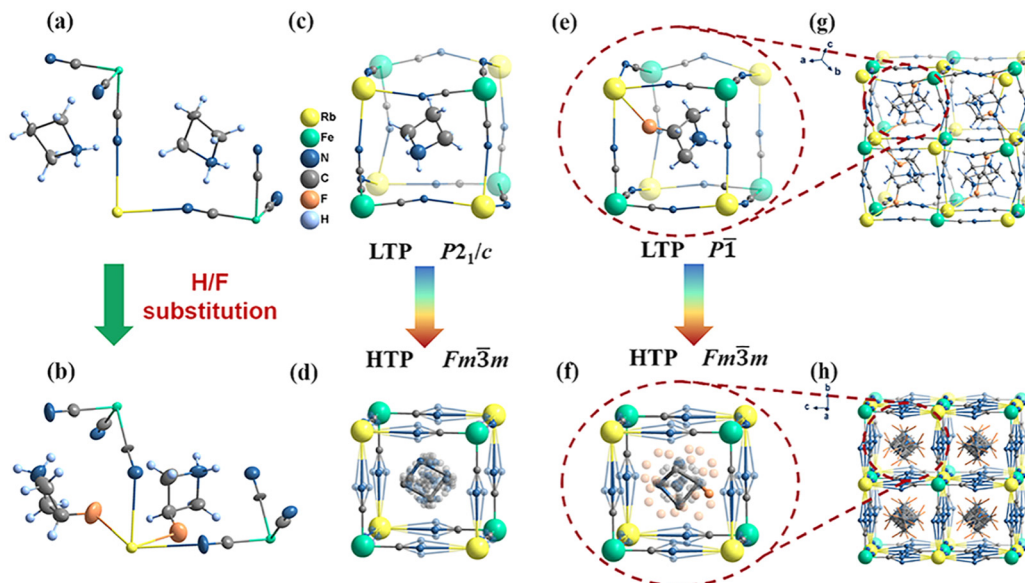 (a)
(c)
(e)
(g)
Rb
Fe
N
C
F
H
c
a
b
LTP P2₁/c
LTP P1̅
H/F
substitution
HTP Fm3̅m
HTP Fm3̅m
(b)
(d)
(f)
(h)
b
c
a